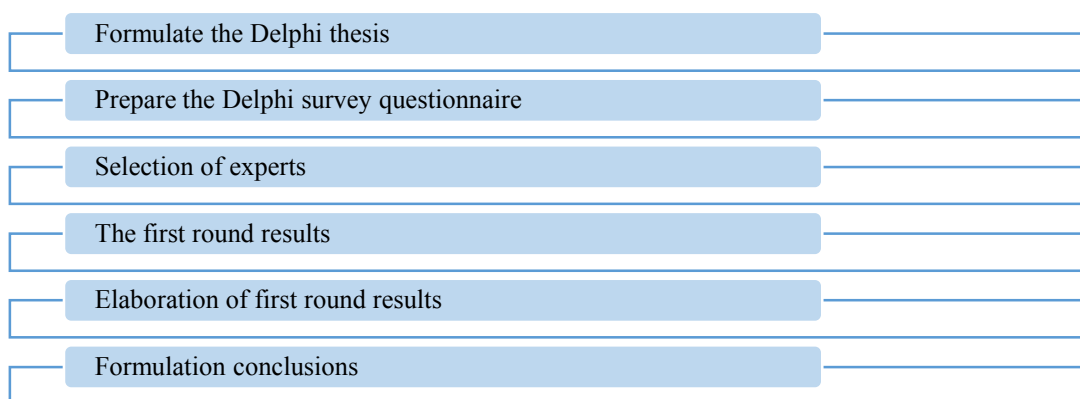 Formulate the Delphi thesis
Prepare the Delphi survey questionnaire
Selection of experts
The first round results
Elaboration of first round results
Formulation conclusions